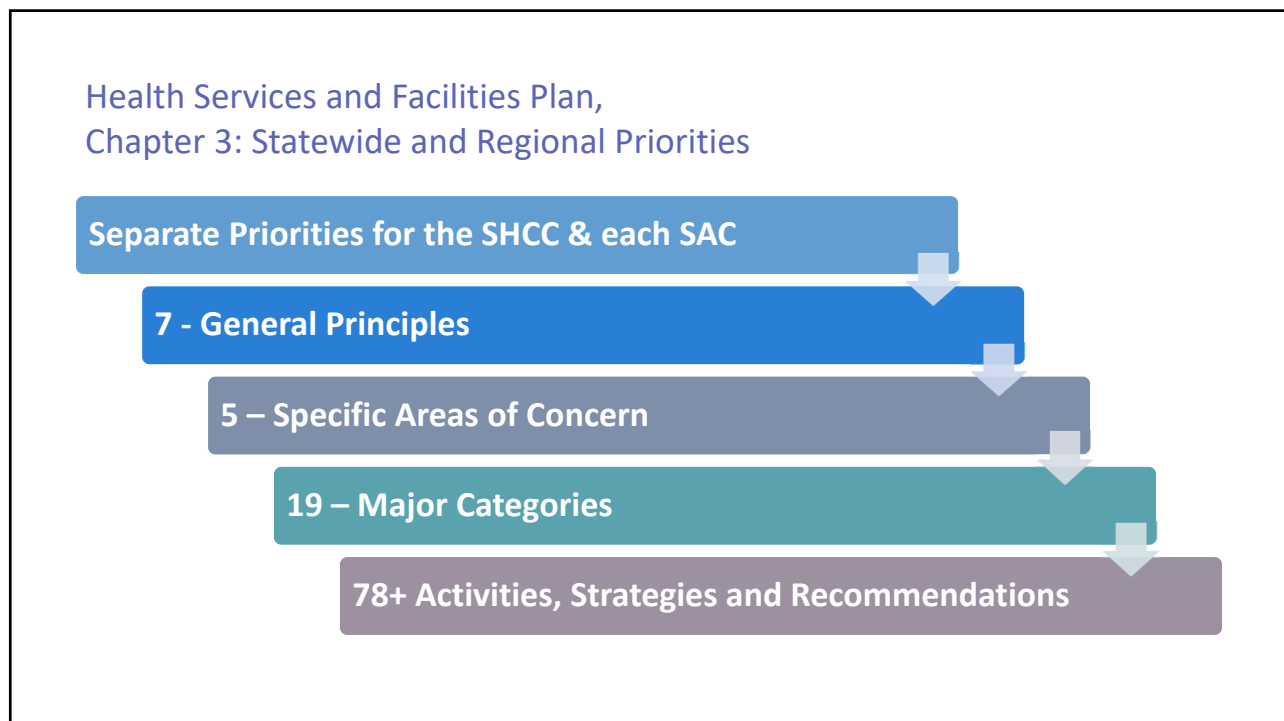 Health Services and Facilities Plan,
Chapter 3: Statewide and Regional Priorities
Separate Priorities for the SHCC & each SAC
7 - General Principles
5 – Specific Areas of Concern
19 – Major Categories
78+ Activities, Strategies and Recommendations